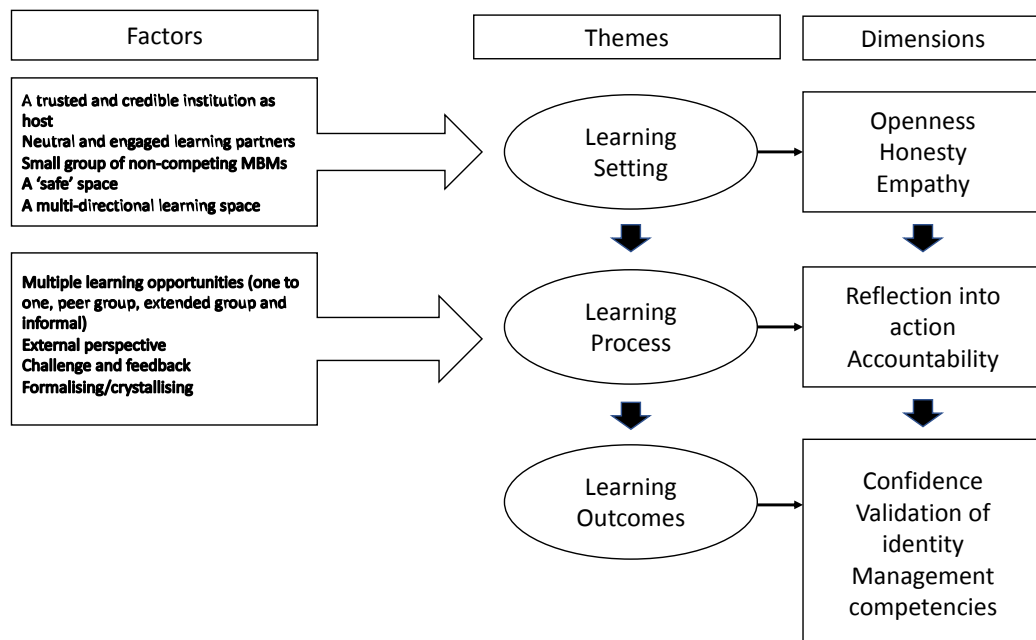 Factors
Themes
Dimensions
A trusted and credible institution as
host
Neutral and engaged learning partners
Small group of non-competing MBMs
A ‘safe’ space
A multi-directional learning space
Learning
Setting
Openness
Honesty
Empathy
Multiple learning opportunities (one to
one, peer group, extended group and
informal)
External perspective
Challenge and feedback
Formalising/crystallising
Learning
Process
Reflection into
action
Accountability
Learning
Outcomes
Confidence
Validation of
identity
Management
competencies